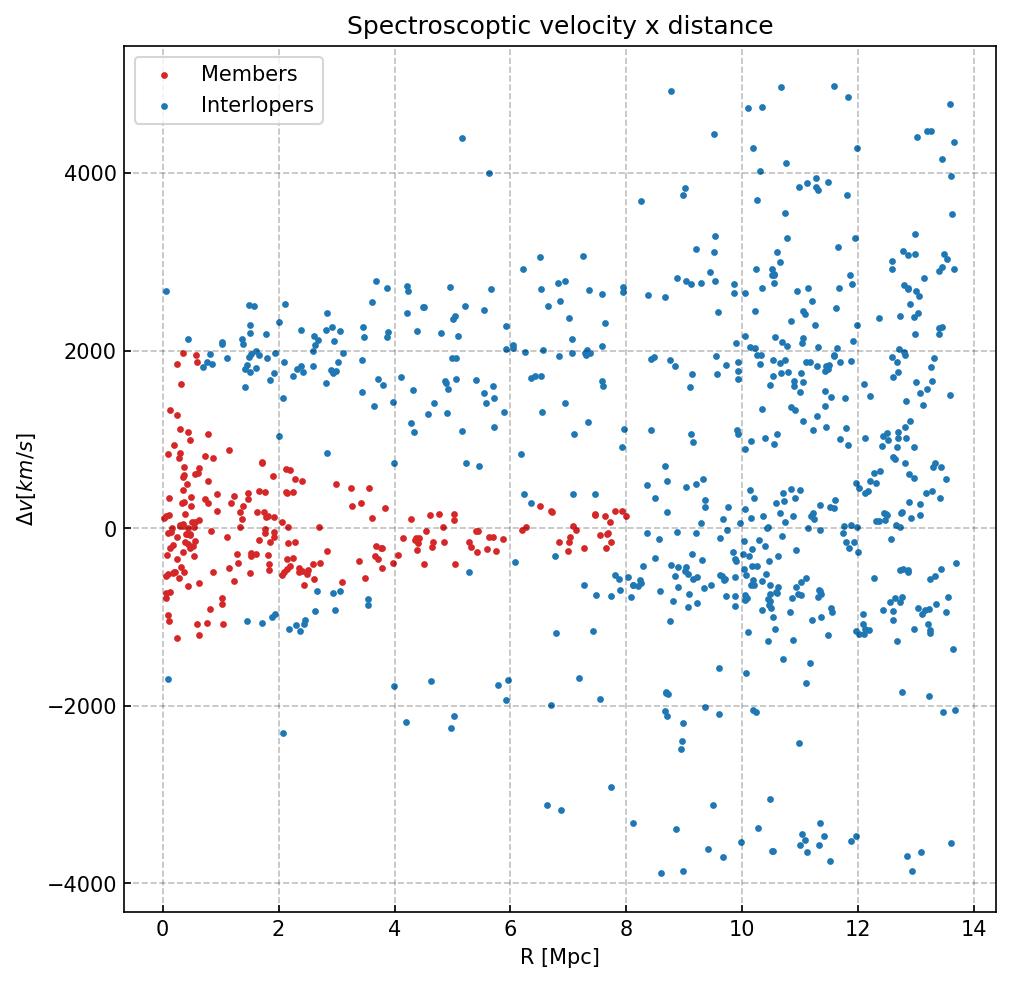 Spectroscoptic velocity x distance
Members
Interlopers
4000
2000
0
−2000
−4000
Δv[km/s]
0 2 4 6 8 10 12 14
R [Mpc]